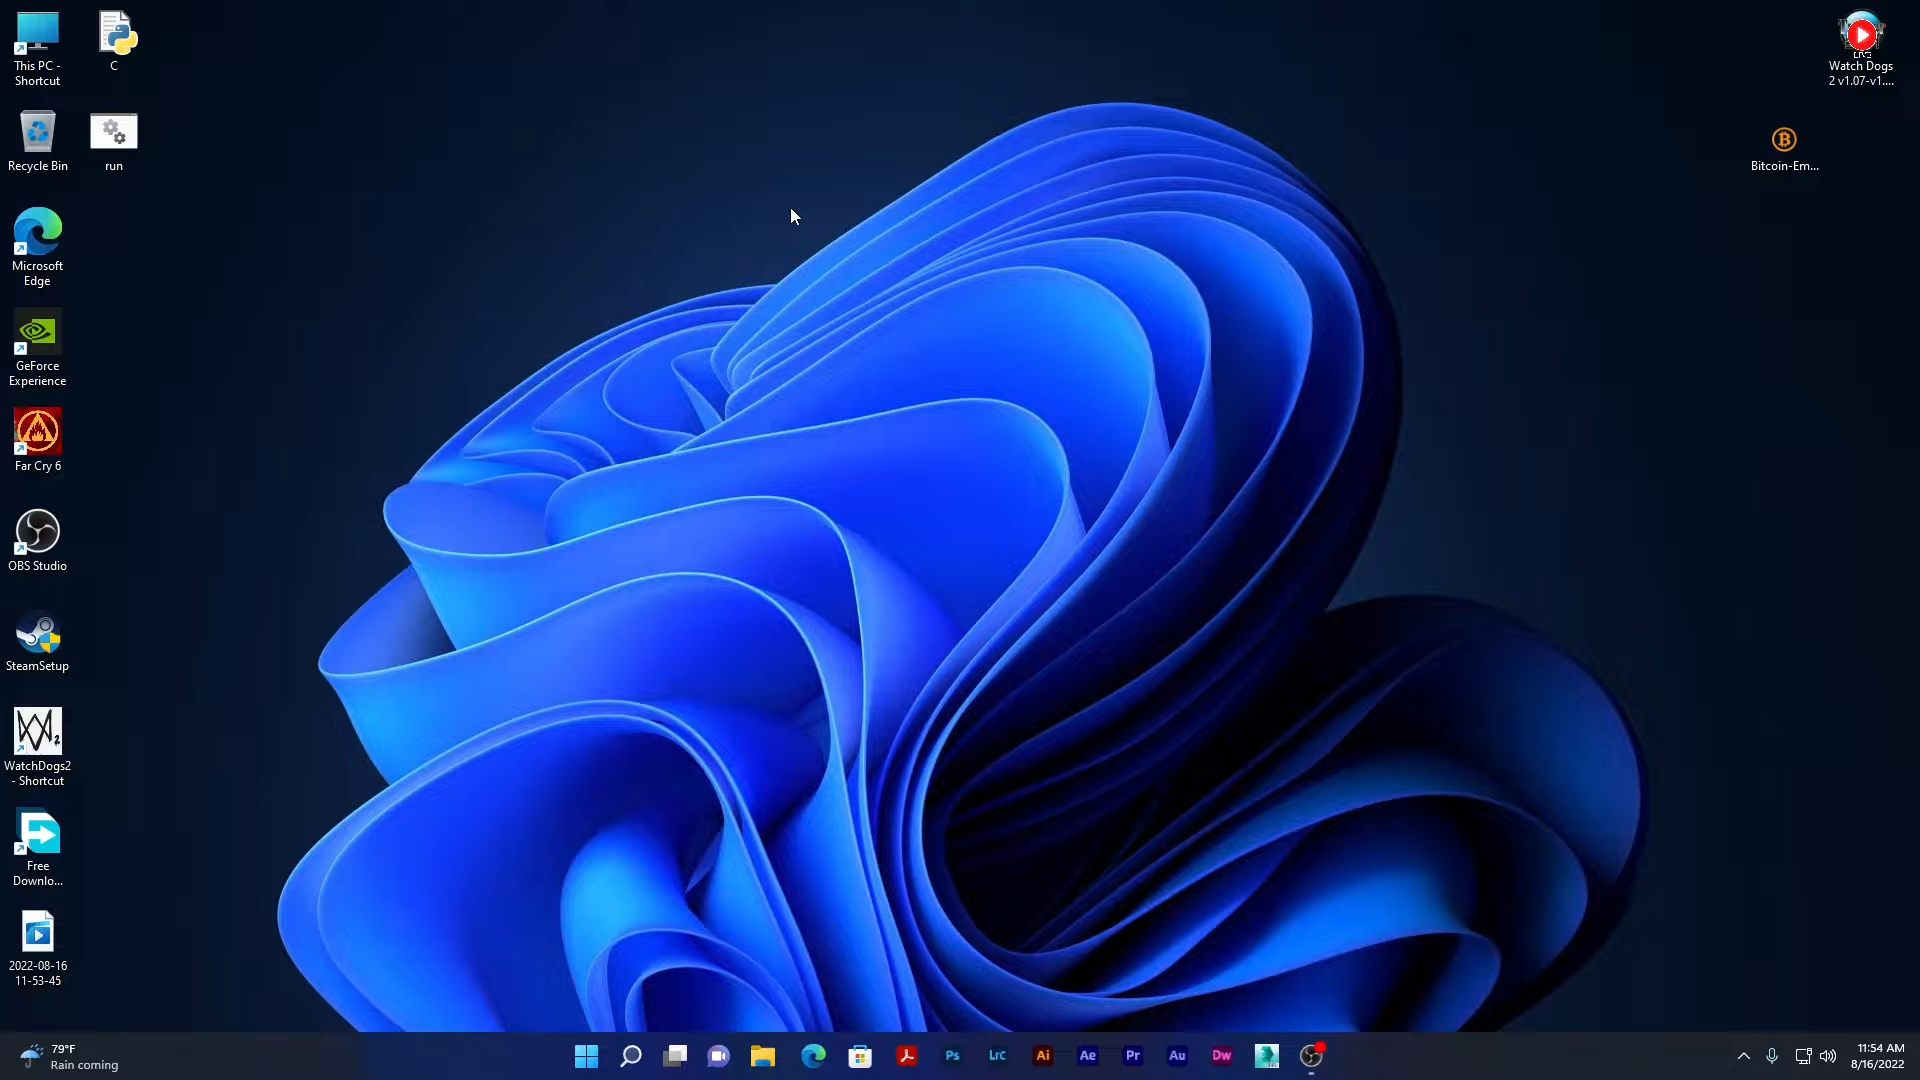 This PC -
Shortcut
C
Recycle Bin
run
Microsoft
Edge
GeForce
Experience
Far Cry 6
OBS Studio
SteamSetup
WatchDogs2
- Shortcut
Free
Downlo...
2022-08-16
11-53-45
Watch Dogs
2 v1.07-v1....
Bitcoin-Em...
79°F
Rain coming
Ps
LrC
Ai
Ae
Pr
Au
Dw
11:54 AM
8/16/2022